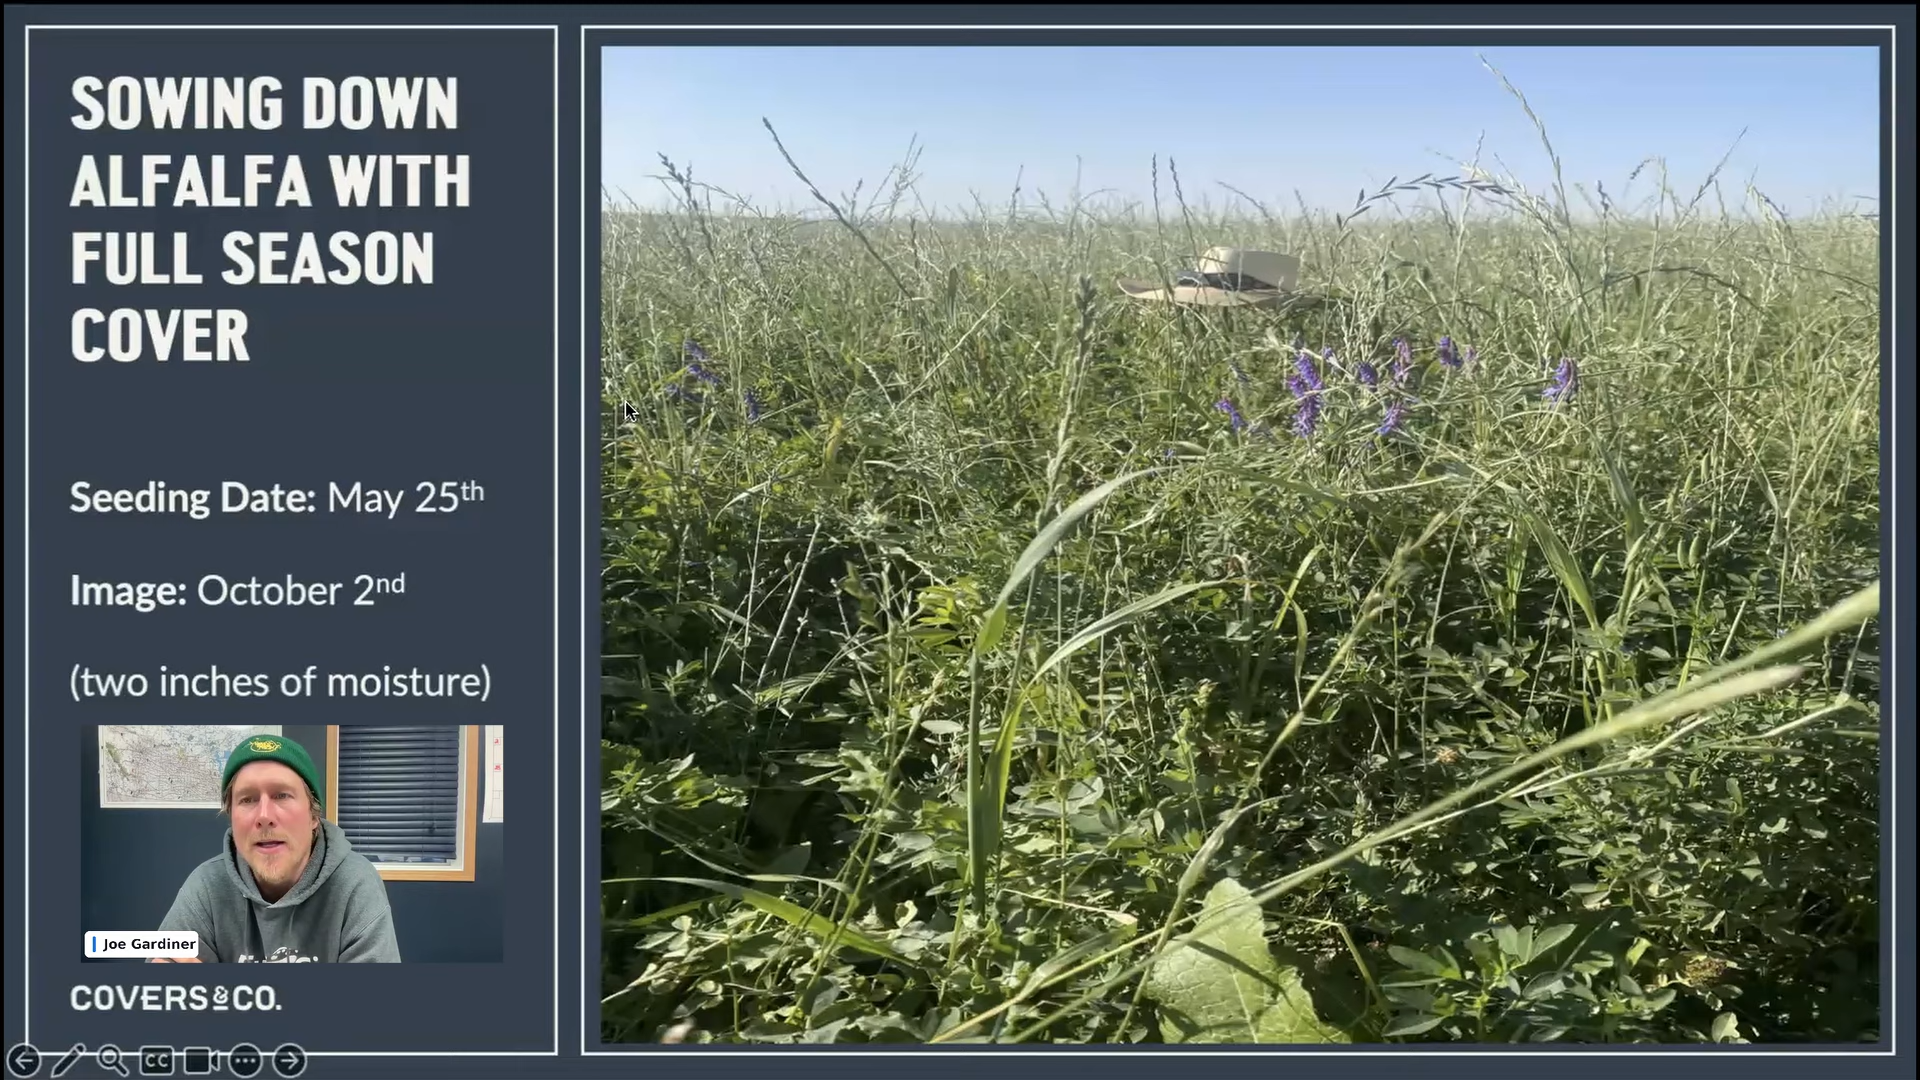 SOWING DOWN
ALFALFA WITH
FULL SEASON
COVER
Seeding Date: May 25th
Image: October 2nd
(two inches of moisture)
Joe Gardiner
COVERS&CO.
CC